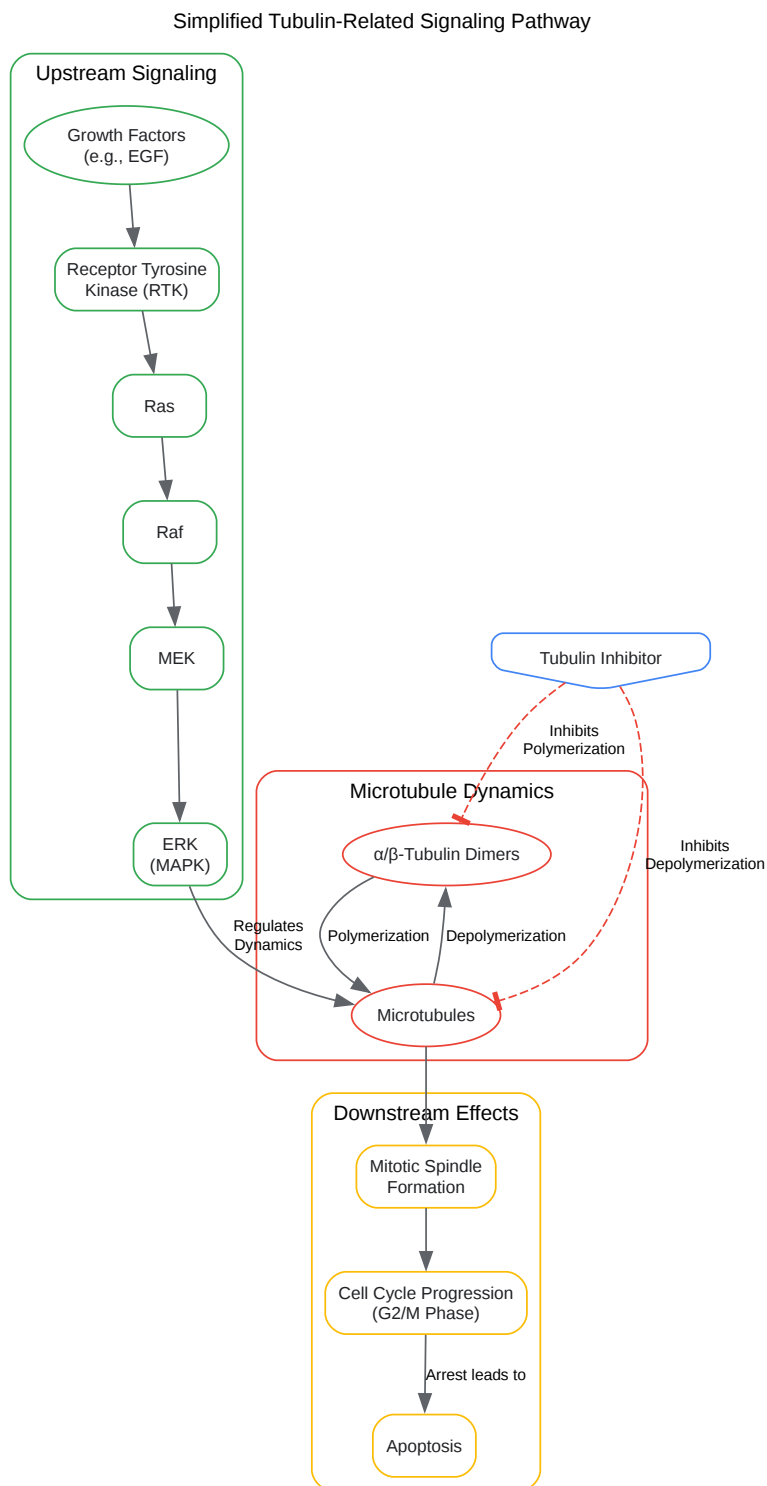 Simplified Tubulin-Related Signaling Pathway
Upstream Signaling
Growth Factors
(e.g., EGF)
Receptor Tyrosine
Kinase (RTK)
Ras
Raf
MEK
ERK
(MAPK)
Regulates
Dynamics
Tubulin Inhibitor
Inhibits
Polymerization
Inhibits
Depolymerization
Microtubule Dynamics
α/β-Tubulin Dimers
Polymerization
Depolymerization
Microtubules
Downstream Effects
Mitotic Spindle
Formation
Cell Cycle Progression
(G2/M Phase)
Arrest leads to
Apoptosis